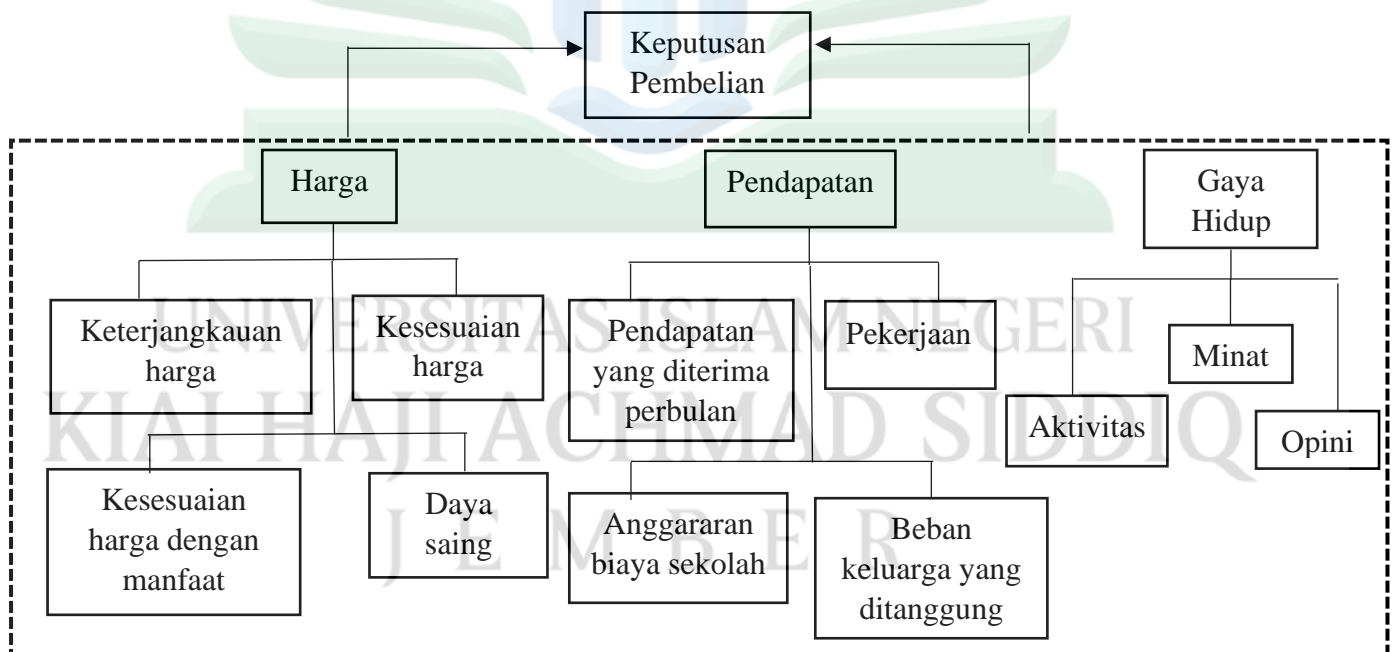 Keputusan
Pembelian
Harga
Pendapatan
Gaya
Hidup
Keterjangkauan
harga
Kesesuaian
harga
Pendapatan
yang diterima
perbulan
Pekerjaan
Minat
Aktivitas
Opini
Kesesuaian
harga dengan
manfaat
Daya
saing
Anggararan
biaya sekolah
Beban
keluarga yang
ditanggung
UNIVERSITAS ISLAM NEGERI
KIAI HAJI ACHMAD SIDDIQ
JEMBER